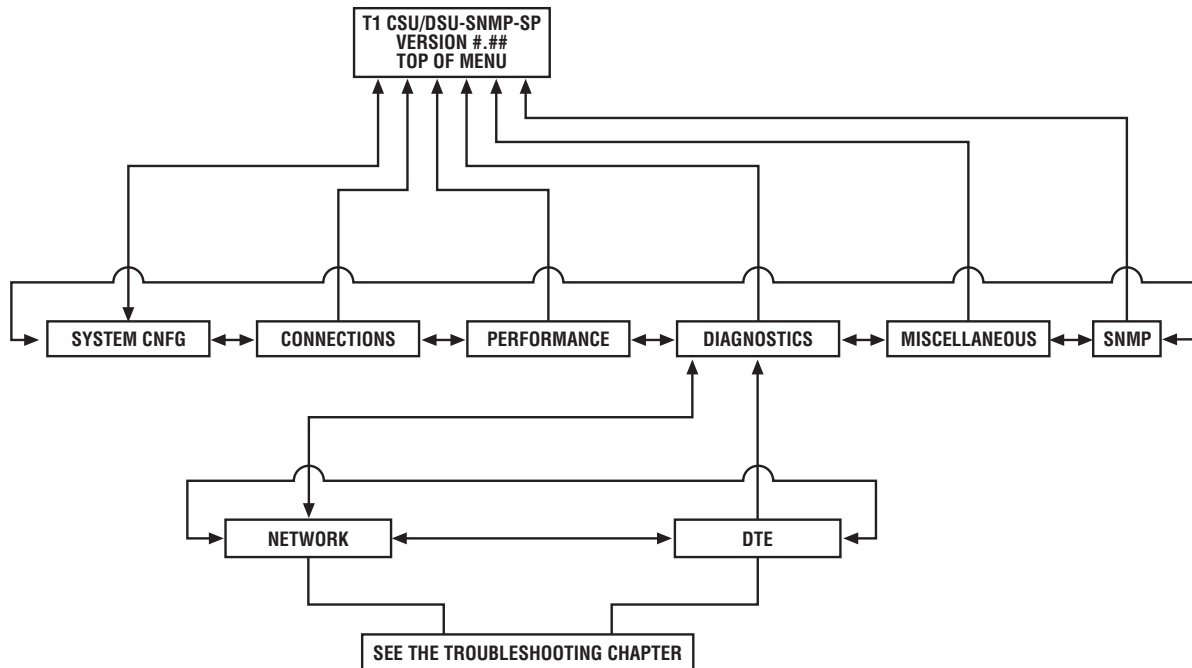 T1 CSU/DSU-SNMP-SP
VERSION #.##
TOP OF MENU
SYSTEM CNFG
CONNECTIONS
PERFORMANCE
DIAGNOSTICS
MISCELLANEOUS
SNMP
NETWORK
DTE
SEE THE TROUBLESHOOTING CHAPTER